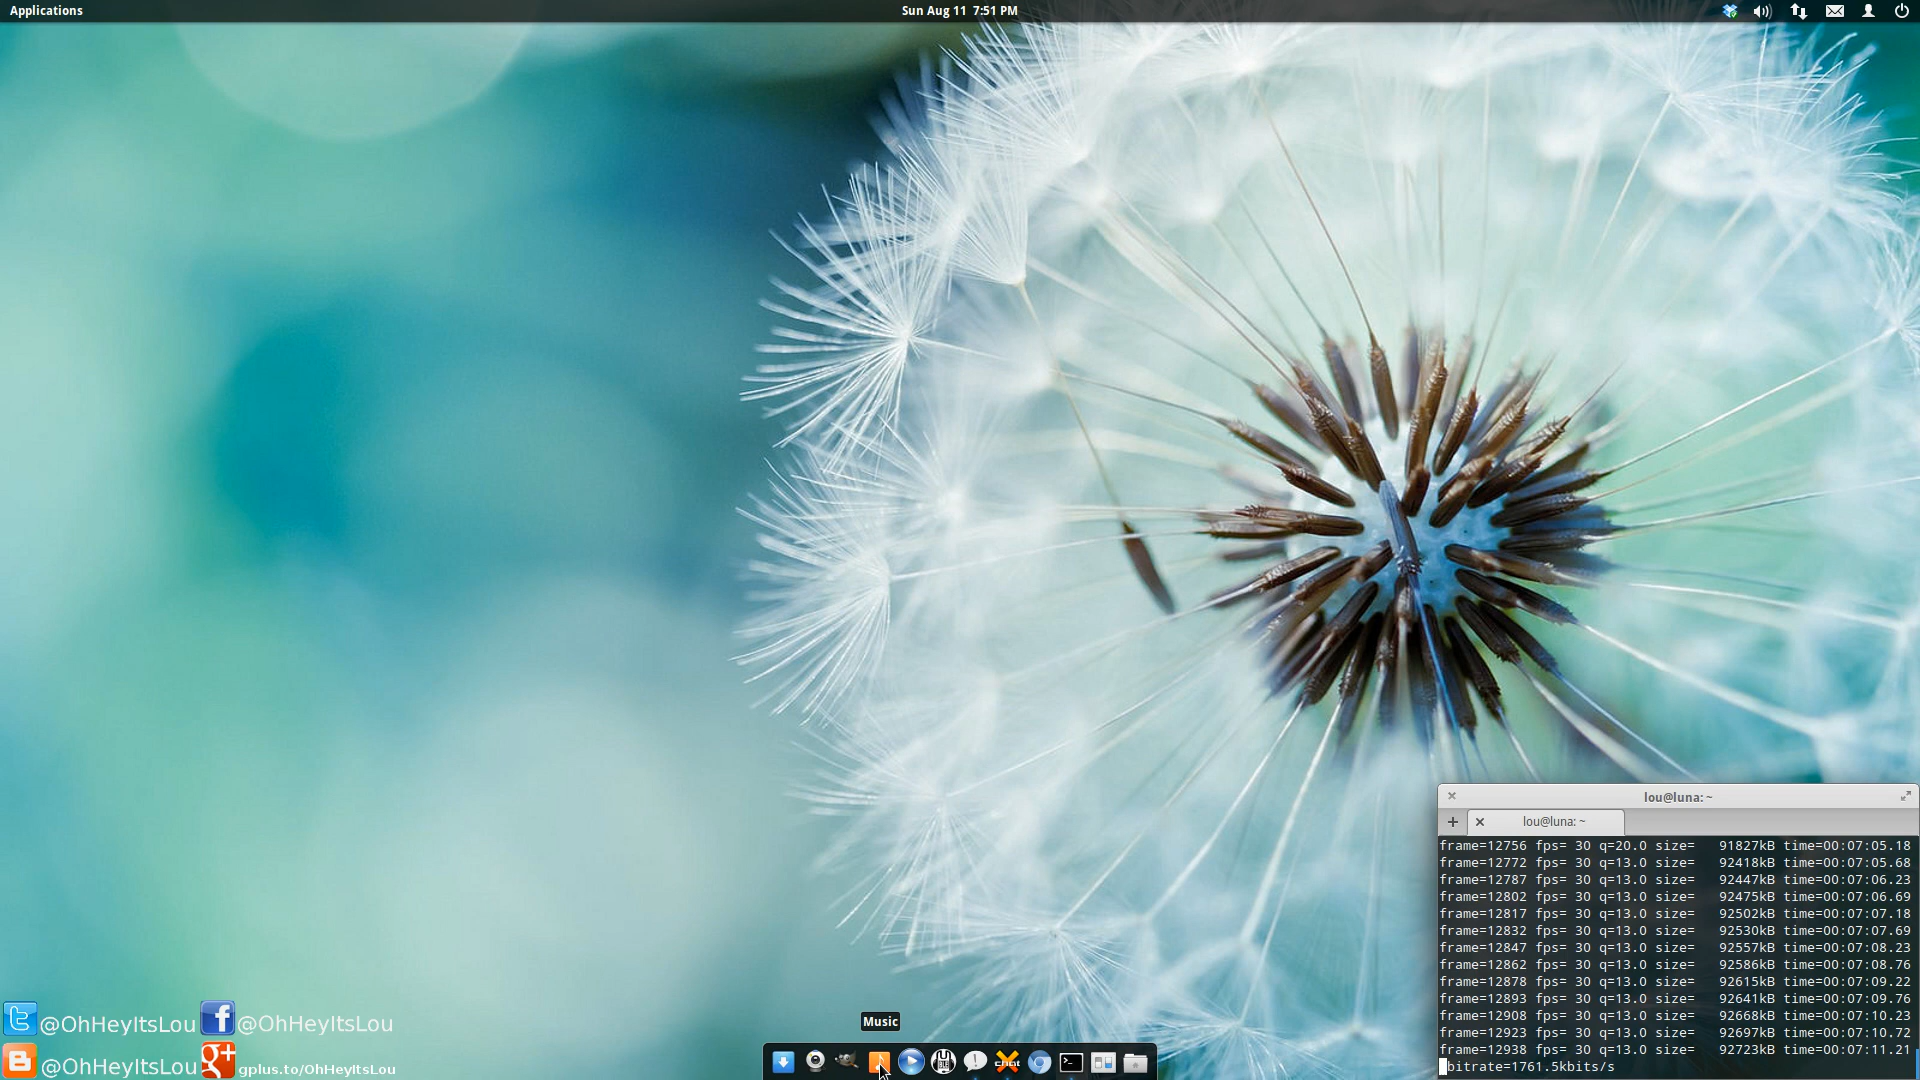 Applications
Sun Aug 11 7:51 PM
lou@luna: ~
lou@luna: ~
frame=12756 fps= 30 q=20.0 size= 91827kB time=00:07:05.18
frame=12772 fps= 30 q=13.0 size= 92418kB time=00:07:05.68
frame=12787 fps= 30 q=13.0 size= 92447kB time=00:07:06.23
frame=12802 fps= 30 q=13.0 size= 92475kB time=00:07:06.69
frame=12817 fps= 30 q=13.0 size= 92502kB time=00:07:07.18
frame=12832 fps= 30 q=13.0 size= 92530kB time=00:07:07.69
frame=12847 fps= 30 q=13.0 size= 92557kB time=00:07:08.23
frame=12862 fps= 30 q=13.0 size= 92586kB time=00:07:08.76
frame=12878 fps= 30 q=13.0 size= 92615kB time=00:07:09.22
frame=12893 fps= 30 q=13.0 size= 92641kB time=00:07:09.76
frame=12908 fps= 30 q=13.0 size= 92668kB time=00:07:10.23
frame=12923 fps= 30 q=13.0 size= 92697kB time=00:07:10.72
frame=12938 fps= 30 q=13.0 size= 92723kB time=00:07:11.21
bitrate=1761.5kbits/s
@OhHeyItsLou
@OhHeyItsLou
@OhHeyItsLou
gplus.to/OhHeyItsLou
Music
chat